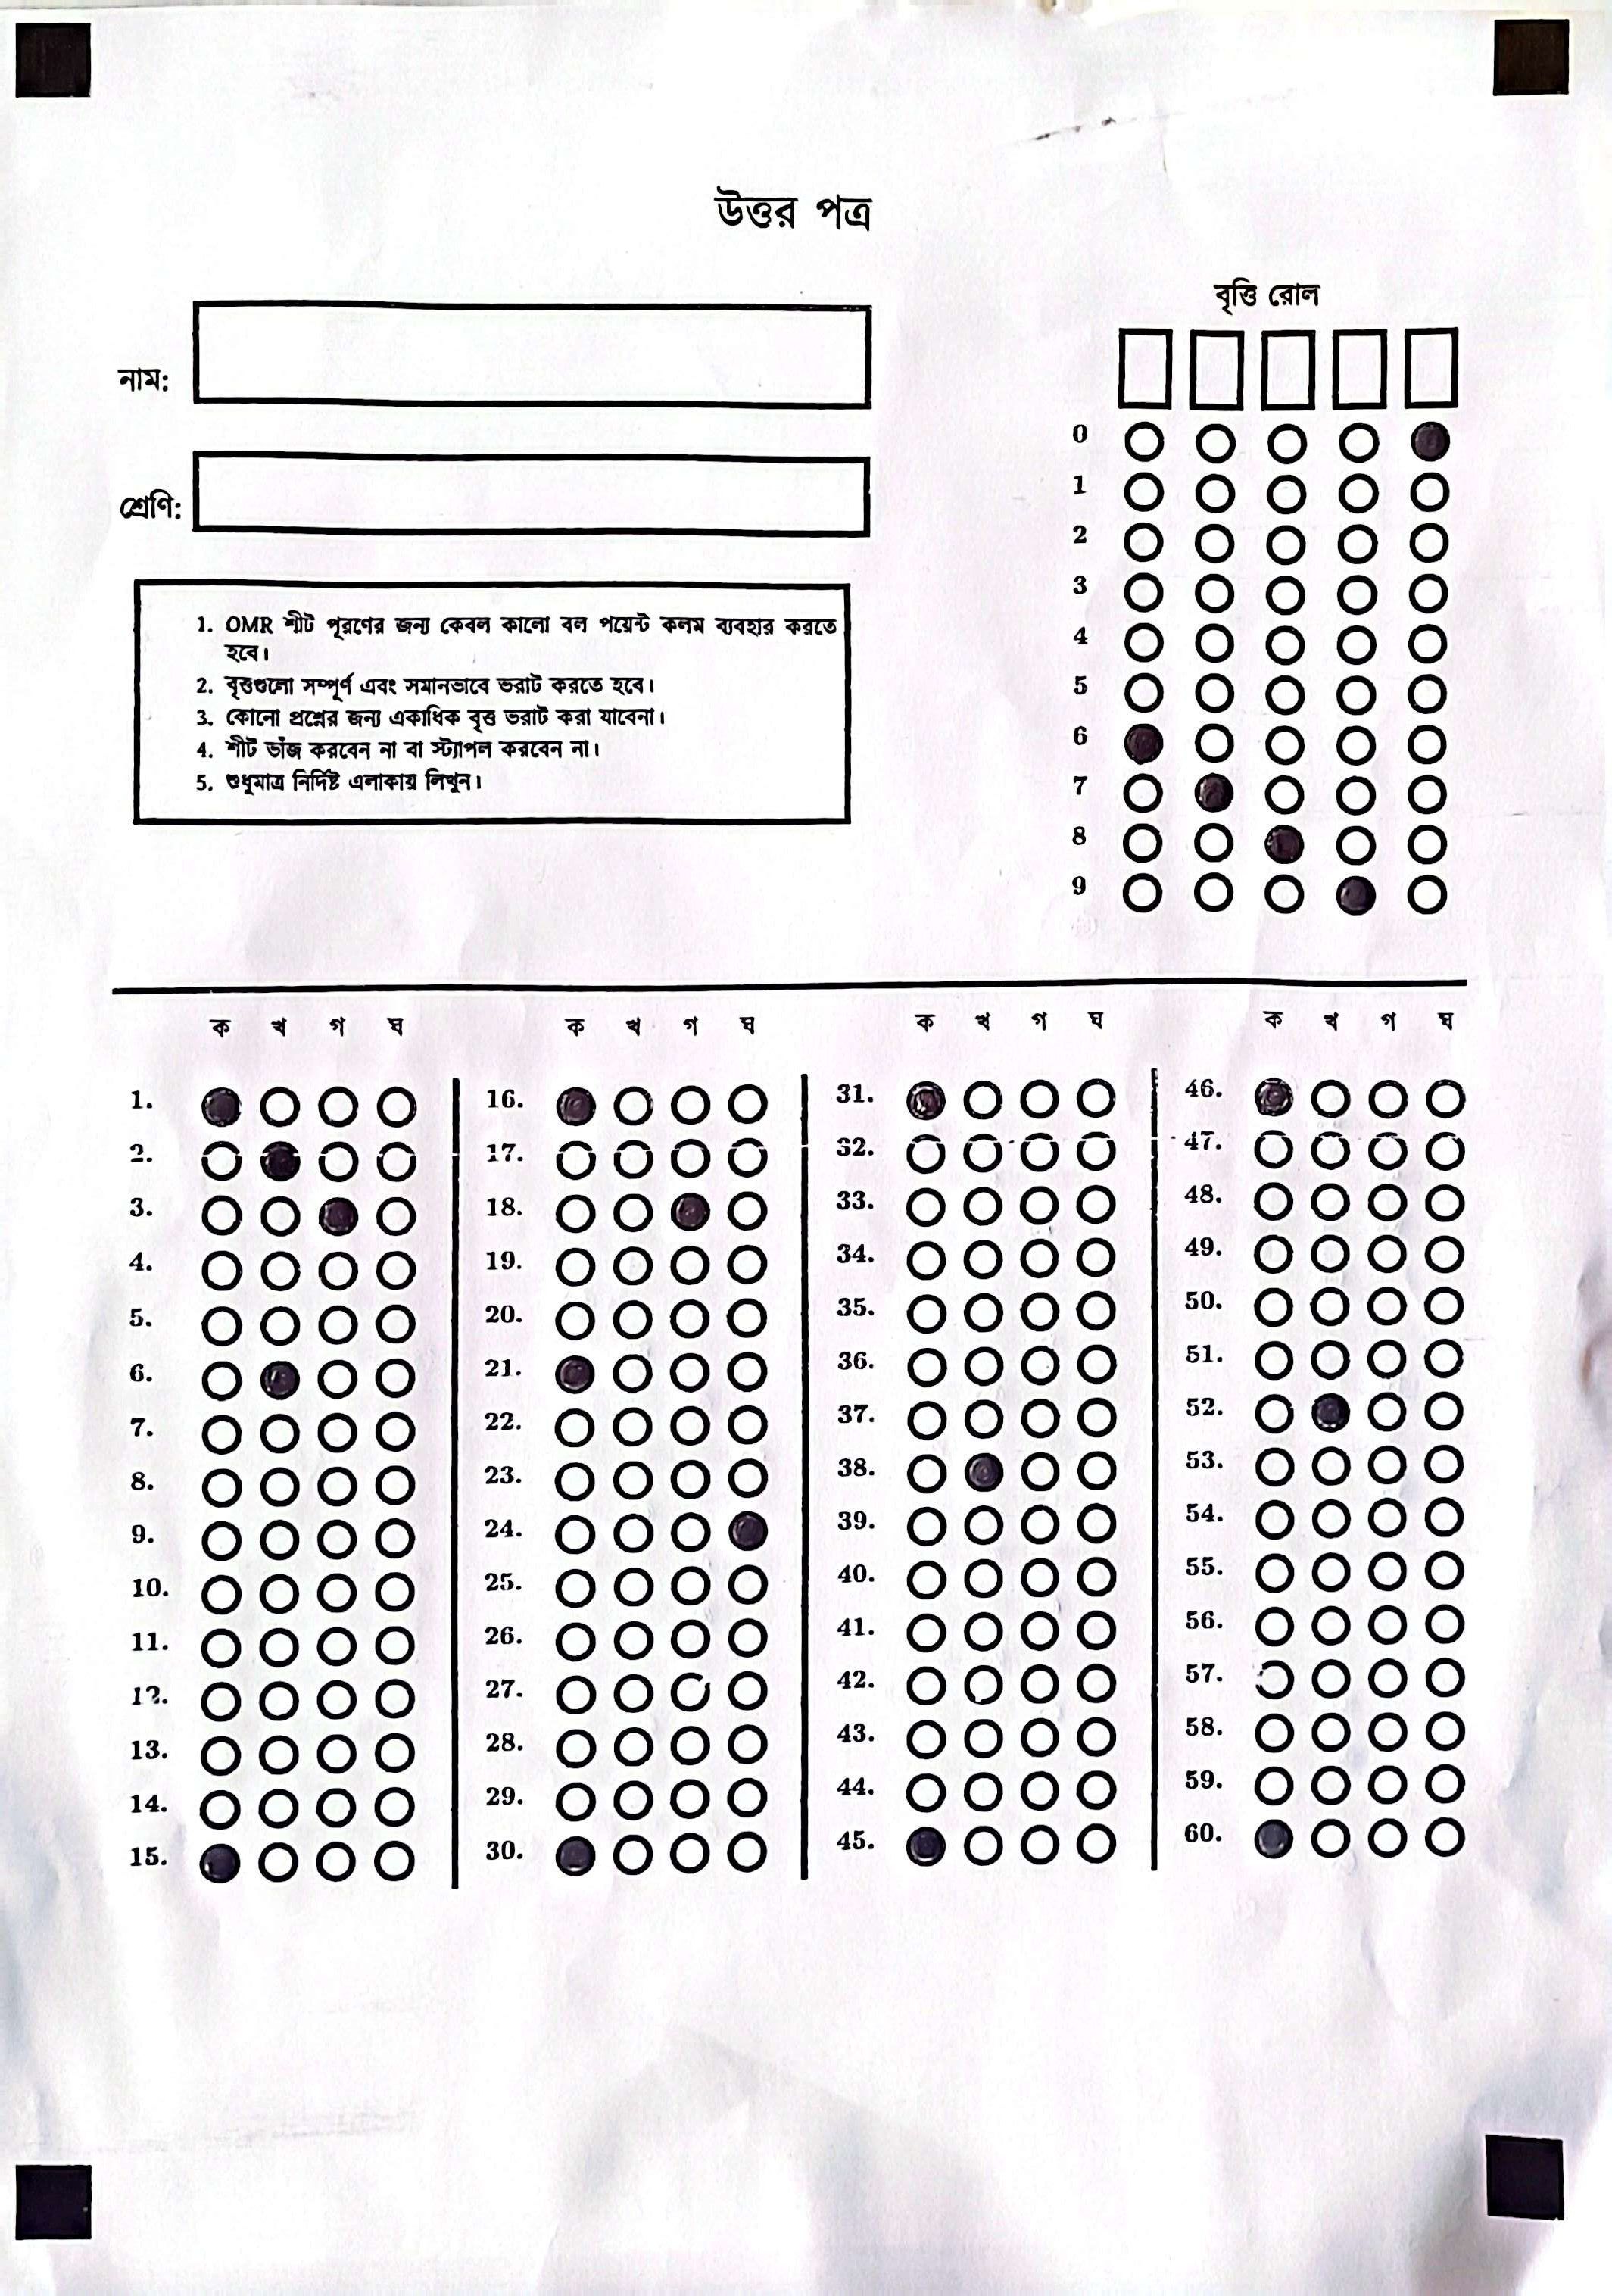 উত্তর পত্র
বৃত্তি রোল
নাম:
শ্রেণি:
0
1
2
3
4
5
6
7
8
9
1. OMR শীট পূরণের জন্য কেবল কালো বল পয়েন্ট কলম ব্যবহার করতে
হবে।
2. বৃত্তগুলো সম্পূর্ণ এবং সমানভাবে ভরাট করতে হবে।
3. কোনো প্রশ্নের জন্য একাধিক বৃত্ত ভরাট করা যাবেনা।
4. শীট ভাঁজ করবেন না বা স্ট্যাপল করবেন না।
5. শুধুমাত্র নির্দিষ্ট এলাকায় লিখুন।
ক খ গ ঘ ক খ গ ঘ ক খ গ ঘ ক খ গ ঘ
1. 16. 31. 46.
2. 17. 32. 47.
3. 18. 33. 48.
4. 19. 34. 49.
5. 20. 35. 50.
6. 21. 36. 51.
7. 22. 37. 52.
8. 23. 38. 53.
9. 24. 39. 54.
10. 25. 40. 55.
11. 26. 41. 56.
12. 27. 42. 57.
13. 28. 43. 58.
14. 29. 44. 59.
15. 30. 45. 60.